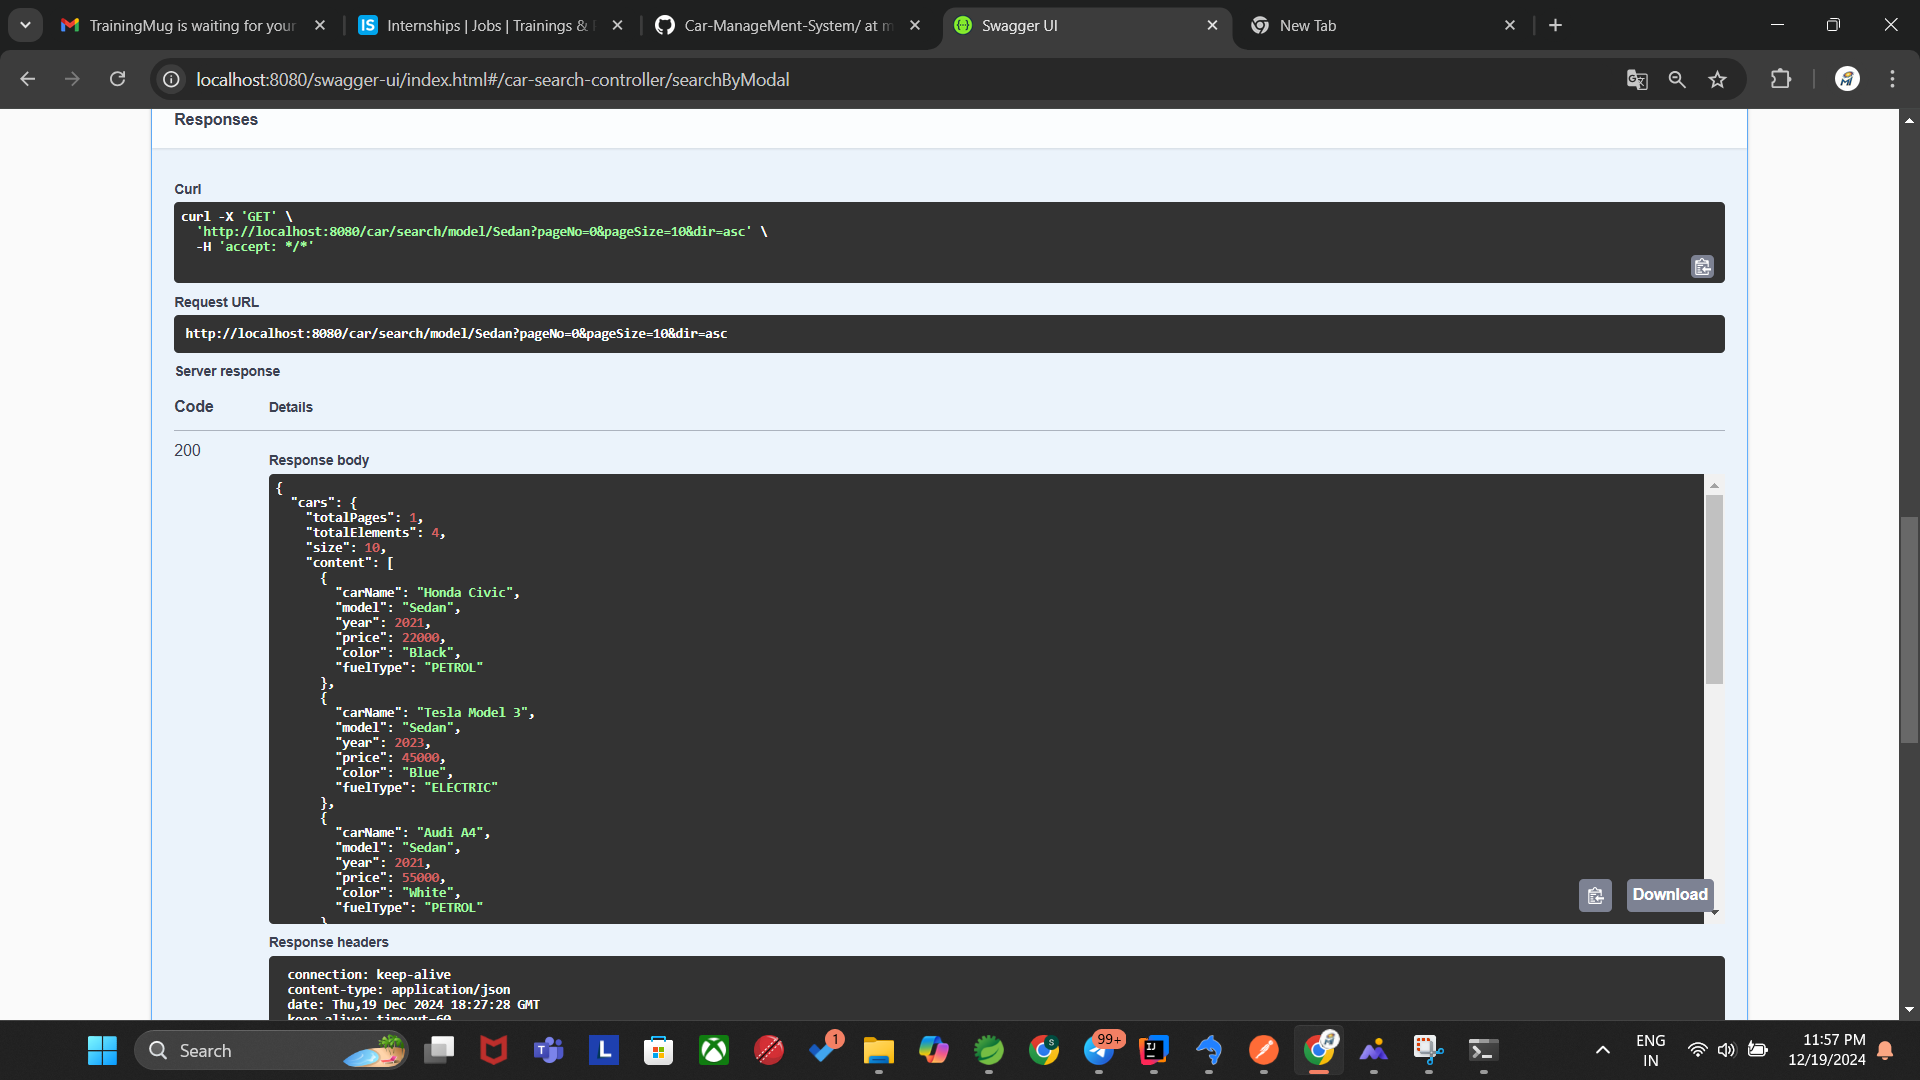 TrainingMug is waiting for your
Internships | Jobs | Trainings &
Car-ManageMent-System/ at m
Swagger UI
New Tab
localhost:8080/swagger-ui/index.html#/car-search-controller/searchByModal
Responses
Curl
curl -X 'GET' \
'http://localhost:8080/car/search/model/Sedan?pageNo=0&pageSize=10&dir=asc' \
-H 'accept: */*'
Request URL
http://localhost:8080/car/search/model/Sedan?pageNo=0&pageSize=10&dir=asc
Server response
Code Details
200
Response body
{
"cars": {
"totalPages": 1,
"totalElements": 4,
"size": 10,
"content": [
{
"carName": "Honda Civic",
"model": "Sedan",
"year": 2021,
"price": 22000,
"color": "Black",
"fuelType": "PETROL"
},
{
"carName": "Tesla Model 3",
"model": "Sedan",
"year": 2023,
"price": 45000,
"color": "Blue",
"fuelType": "ELECTRIC"
},
{
"carName": "Audi A4",
"model": "Sedan",
"year": 2021,
"price": 55000,
"color": "White",
"fuelType": "PETROL"
}
Download
Response headers
connection: keep-alive
content-type: application/json
date: Thu,19 Dec 2024 18:27:28 GMT
keep-alive: timeout=60
Search
1
99+
ENG
IN
11:57 PM
12/19/2024